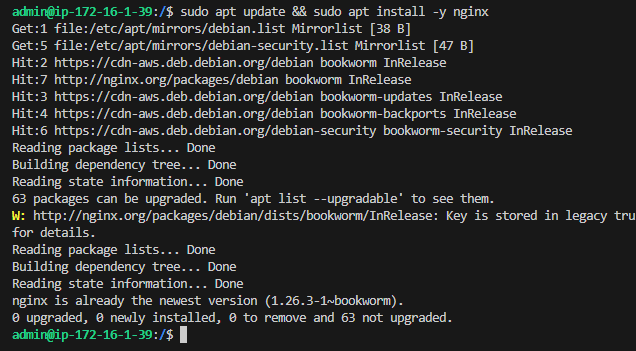 admin@ip-172-16-1-39:/$ sudo apt update && sudo apt install -y nginx
Get:1 file:/etc/apt/mirrors/debian.list Mirrorlist [38 B]
Get:5 file:/etc/apt/mirrors/debian-security.list Mirrorlist [47 B]
Hit:2 https://cdn-aws.deb.debian.org/debian bookworm InRelease
Hit:7 http://nginx.org/packages/debian bookworm InRelease
Hit:3 https://cdn-aws.deb.debian.org/debian bookworm-updates InRelease
Hit:4 https://cdn-aws.deb.debian.org/debian bookworm-backports InRelease
Hit:6 https://cdn-aws.deb.debian.org/debian-security bookworm-security InRelease
Reading package lists... Done
Building dependency tree... Done
Reading state information... Done
63 packages can be upgraded. Run 'apt list --upgradable' to see them.
W: http://nginx.org/packages/debian/dists/bookworm/InRelease: Key is stored in legacy tru
for details.
Reading package lists... Done
Building dependency tree... Done
Reading state information... Done
nginx is already the newest version (1.26.3-1~bookworm).
0 upgraded, 0 newly installed, 0 to remove and 63 not upgraded.
admin@ip-172-16-1-39:/$